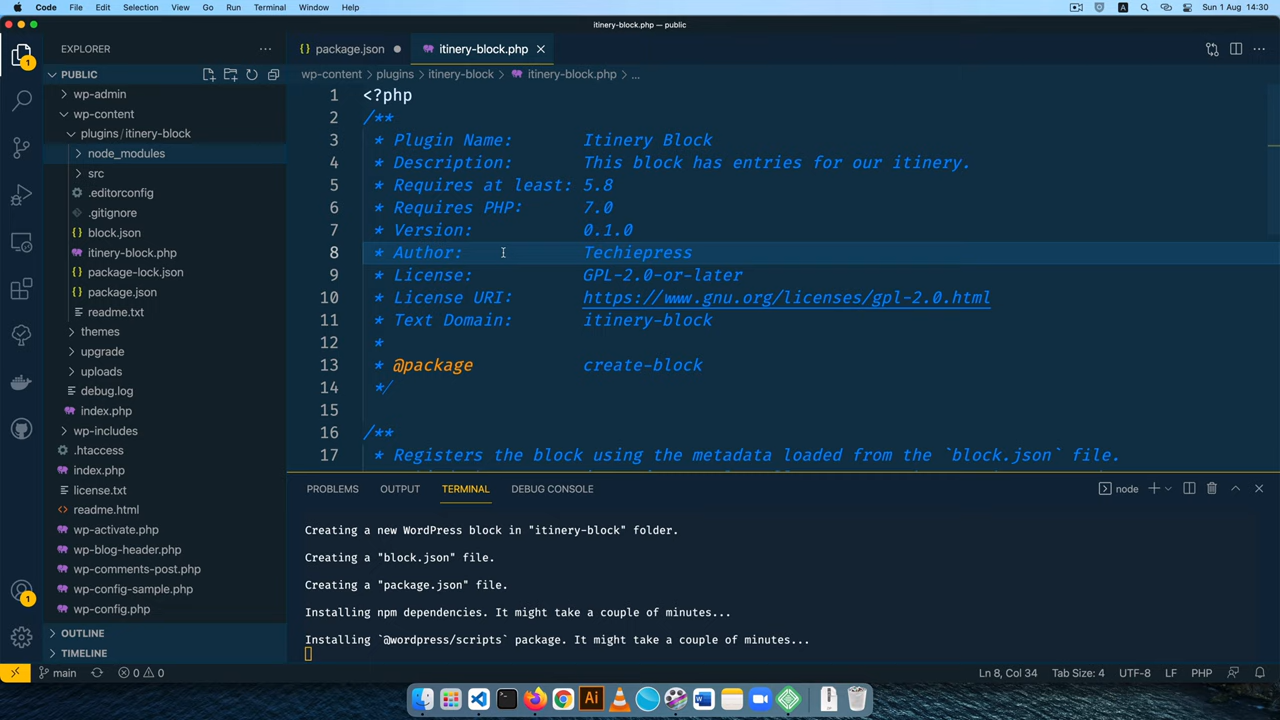 Code File Edit Selection View Go Run Terminal Window Help
A
Sun 1 Aug 14:30
itinery-block.php — public
EXPLORER
PUBLIC
wp-admin
wp-content
plugins / itinery-block
node_modules
src
.editorconfig
.gitignore
block.json
itinery-block.php
package-lock.json
package.json
readme.txt
themes
upgrade
uploads
debug.log
index.php
wp-includes
.htaccess
index.php
license.txt
readme.html
wp-activate.php
wp-blog-header.php
wp-comments-post.php
wp-config-sample.php
wp-config.php
OUTLINE
TIMELINE
1
1
package.json
itinery-block.php
wp-content > plugins > itinery-block > itinery-block.php > ...
1 <?php
2 /**
3 * Plugin Name: Itinery Block
4 * Description: This block has entries for our itinery.
5 * Requires at least: 5.8
6 * Requires PHP: 7.0
7 * Version: 0.1.0
8 * Author: Techiepress
9 * License: GPL-2.0-or-later
10 * License URI: https://www.gnu.org/licenses/gpl-2.0.html
11 * Text Domain: itinery-block
12 *
13 * @package create-block
14 */
15
16 /**
17 * Registers the block using the metadata loaded from the `block.json` file.
PROBLEMS OUTPUT TERMINAL DEBUG CONSOLE
node
Creating a new WordPress block in "itinery-block" folder.
Creating a "block.json" file.
Creating a "package.json" file.
Installing npm dependencies. It might take a couple of minutes...
Installing `@wordpress/scripts` package. It might take a couple of minutes...
main
0
0
Ln 8, Col 34
Tab Size: 4
UTF-8
LF
PHP
Ai
W